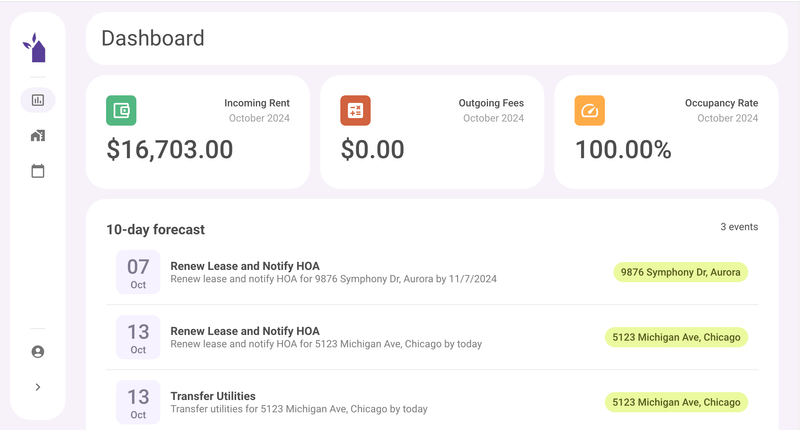 Dashboard
Incoming Rent
October 2024
$16,703.00
Outgoing Fees
October 2024
$0.00
Occupancy Rate
October 2024
100.00%
10-day forecast
3 events
07
Oct
Renew Lease and Notify HOA
Renew lease and notify HOA for 9876 Symphony Dr, Aurora by 11/7/2024
9876 Symphony Dr, Aurora
13
Oct
Renew Lease and Notify HOA
Renew lease and notify HOA for 5123 Michigan Ave, Chicago by today
5123 Michigan Ave, Chicago
13
Oct
Transfer Utilities
Transfer utilities for 5123 Michigan Ave, Chicago by today
5123 Michigan Ave, Chicago